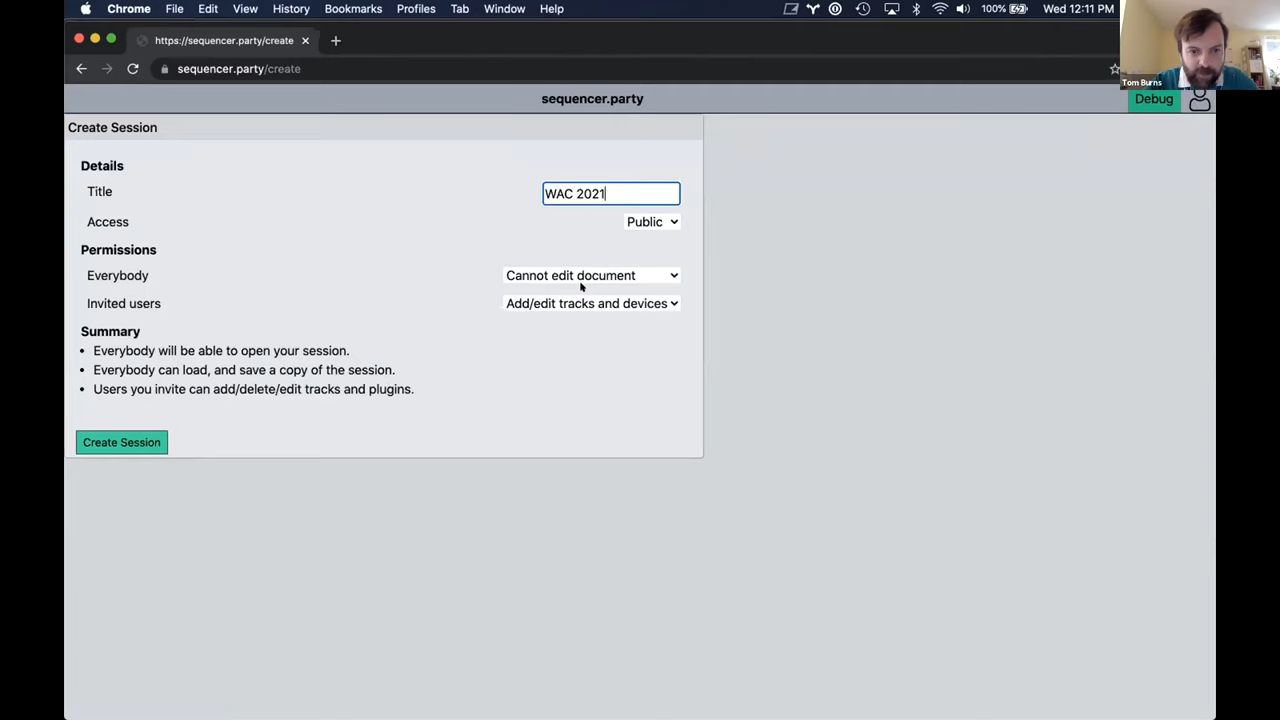 Chrome File Edit View History Bookmarks Profiles Tab Window Help 100% Wed 12:11 PM
https://sequencer.party/create
sequencer.party/create
Tom Burns
sequencer.party
Debug
Create Session
Details
Title WAC 2021
Access Public
Permissions
Everybody Cannot edit document
Invited users Add/edit tracks and devices
Summary
• Everybody will be able to open your session.
• Everybody can load, and save a copy of the session.
• Users you invite can add/delete/edit tracks and plugins.
Create Session